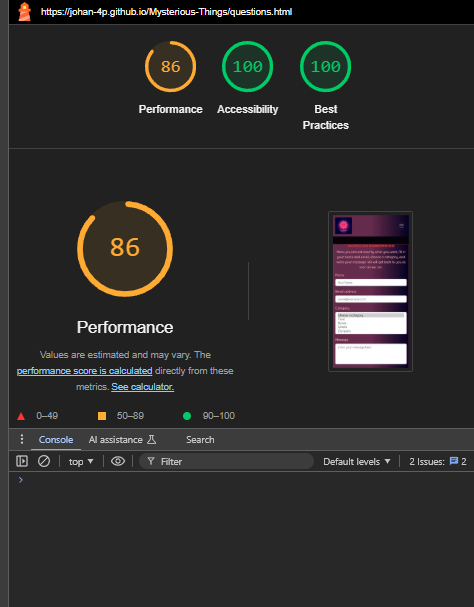 https://johan-4p.github.io/Mysterious-Things/questions.html
86
100
100
Performance
Accessibility
Best
Practices
86
Performance
Values are estimated and may vary. The
performance score is calculated directly from these
metrics. See calculator.
0–49
50–89
90–100
Console
AI assistance
Search
top
Filter
Default levels
2 Issues:
2